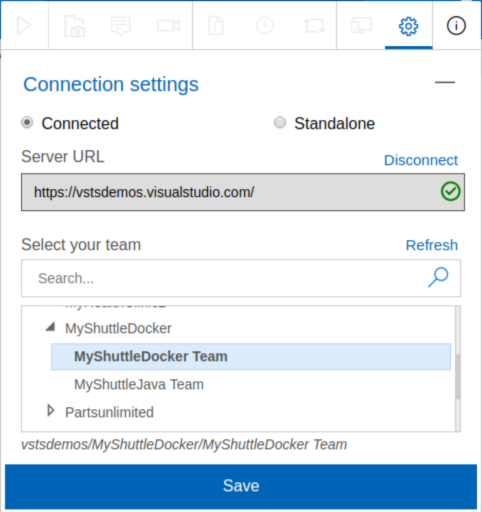 Connection settings
Connected
Standalone
Server URL
Disconnect
https://vstsdemos.visualstudio.com/
Select your team
Refresh
Search...
MyShuttleDocker
MyShuttleDocker Team
MyShuttleJava Team
Partsunlimited
vstsdemos/MyShuttleDocker/MyShuttleDocker Team
Save